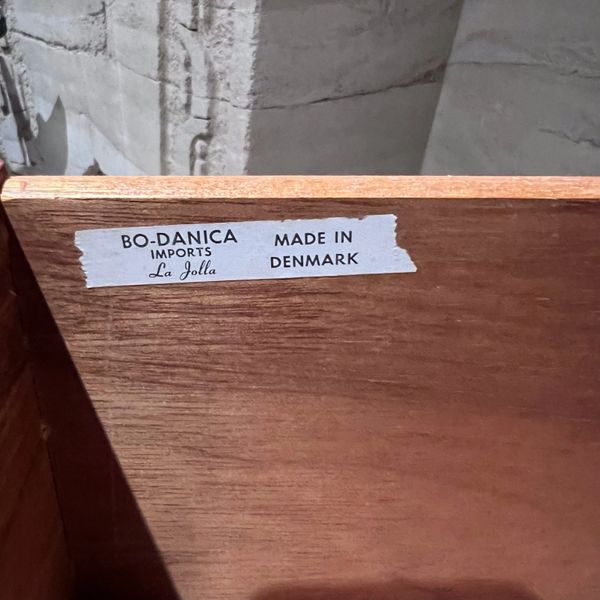 BO-DANICA
IMPORTS
La Jolla
MADE IN
DENMARK